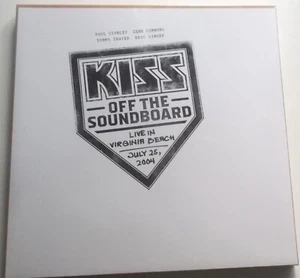 PAUL STANLEY GENE SIMMONS
TOMMY THAYER ERIC SINGER
KISS
OFF THE
SOUNDBOARD
LIVE IN
VIRGINIA BEACH
JULY 25,
2004